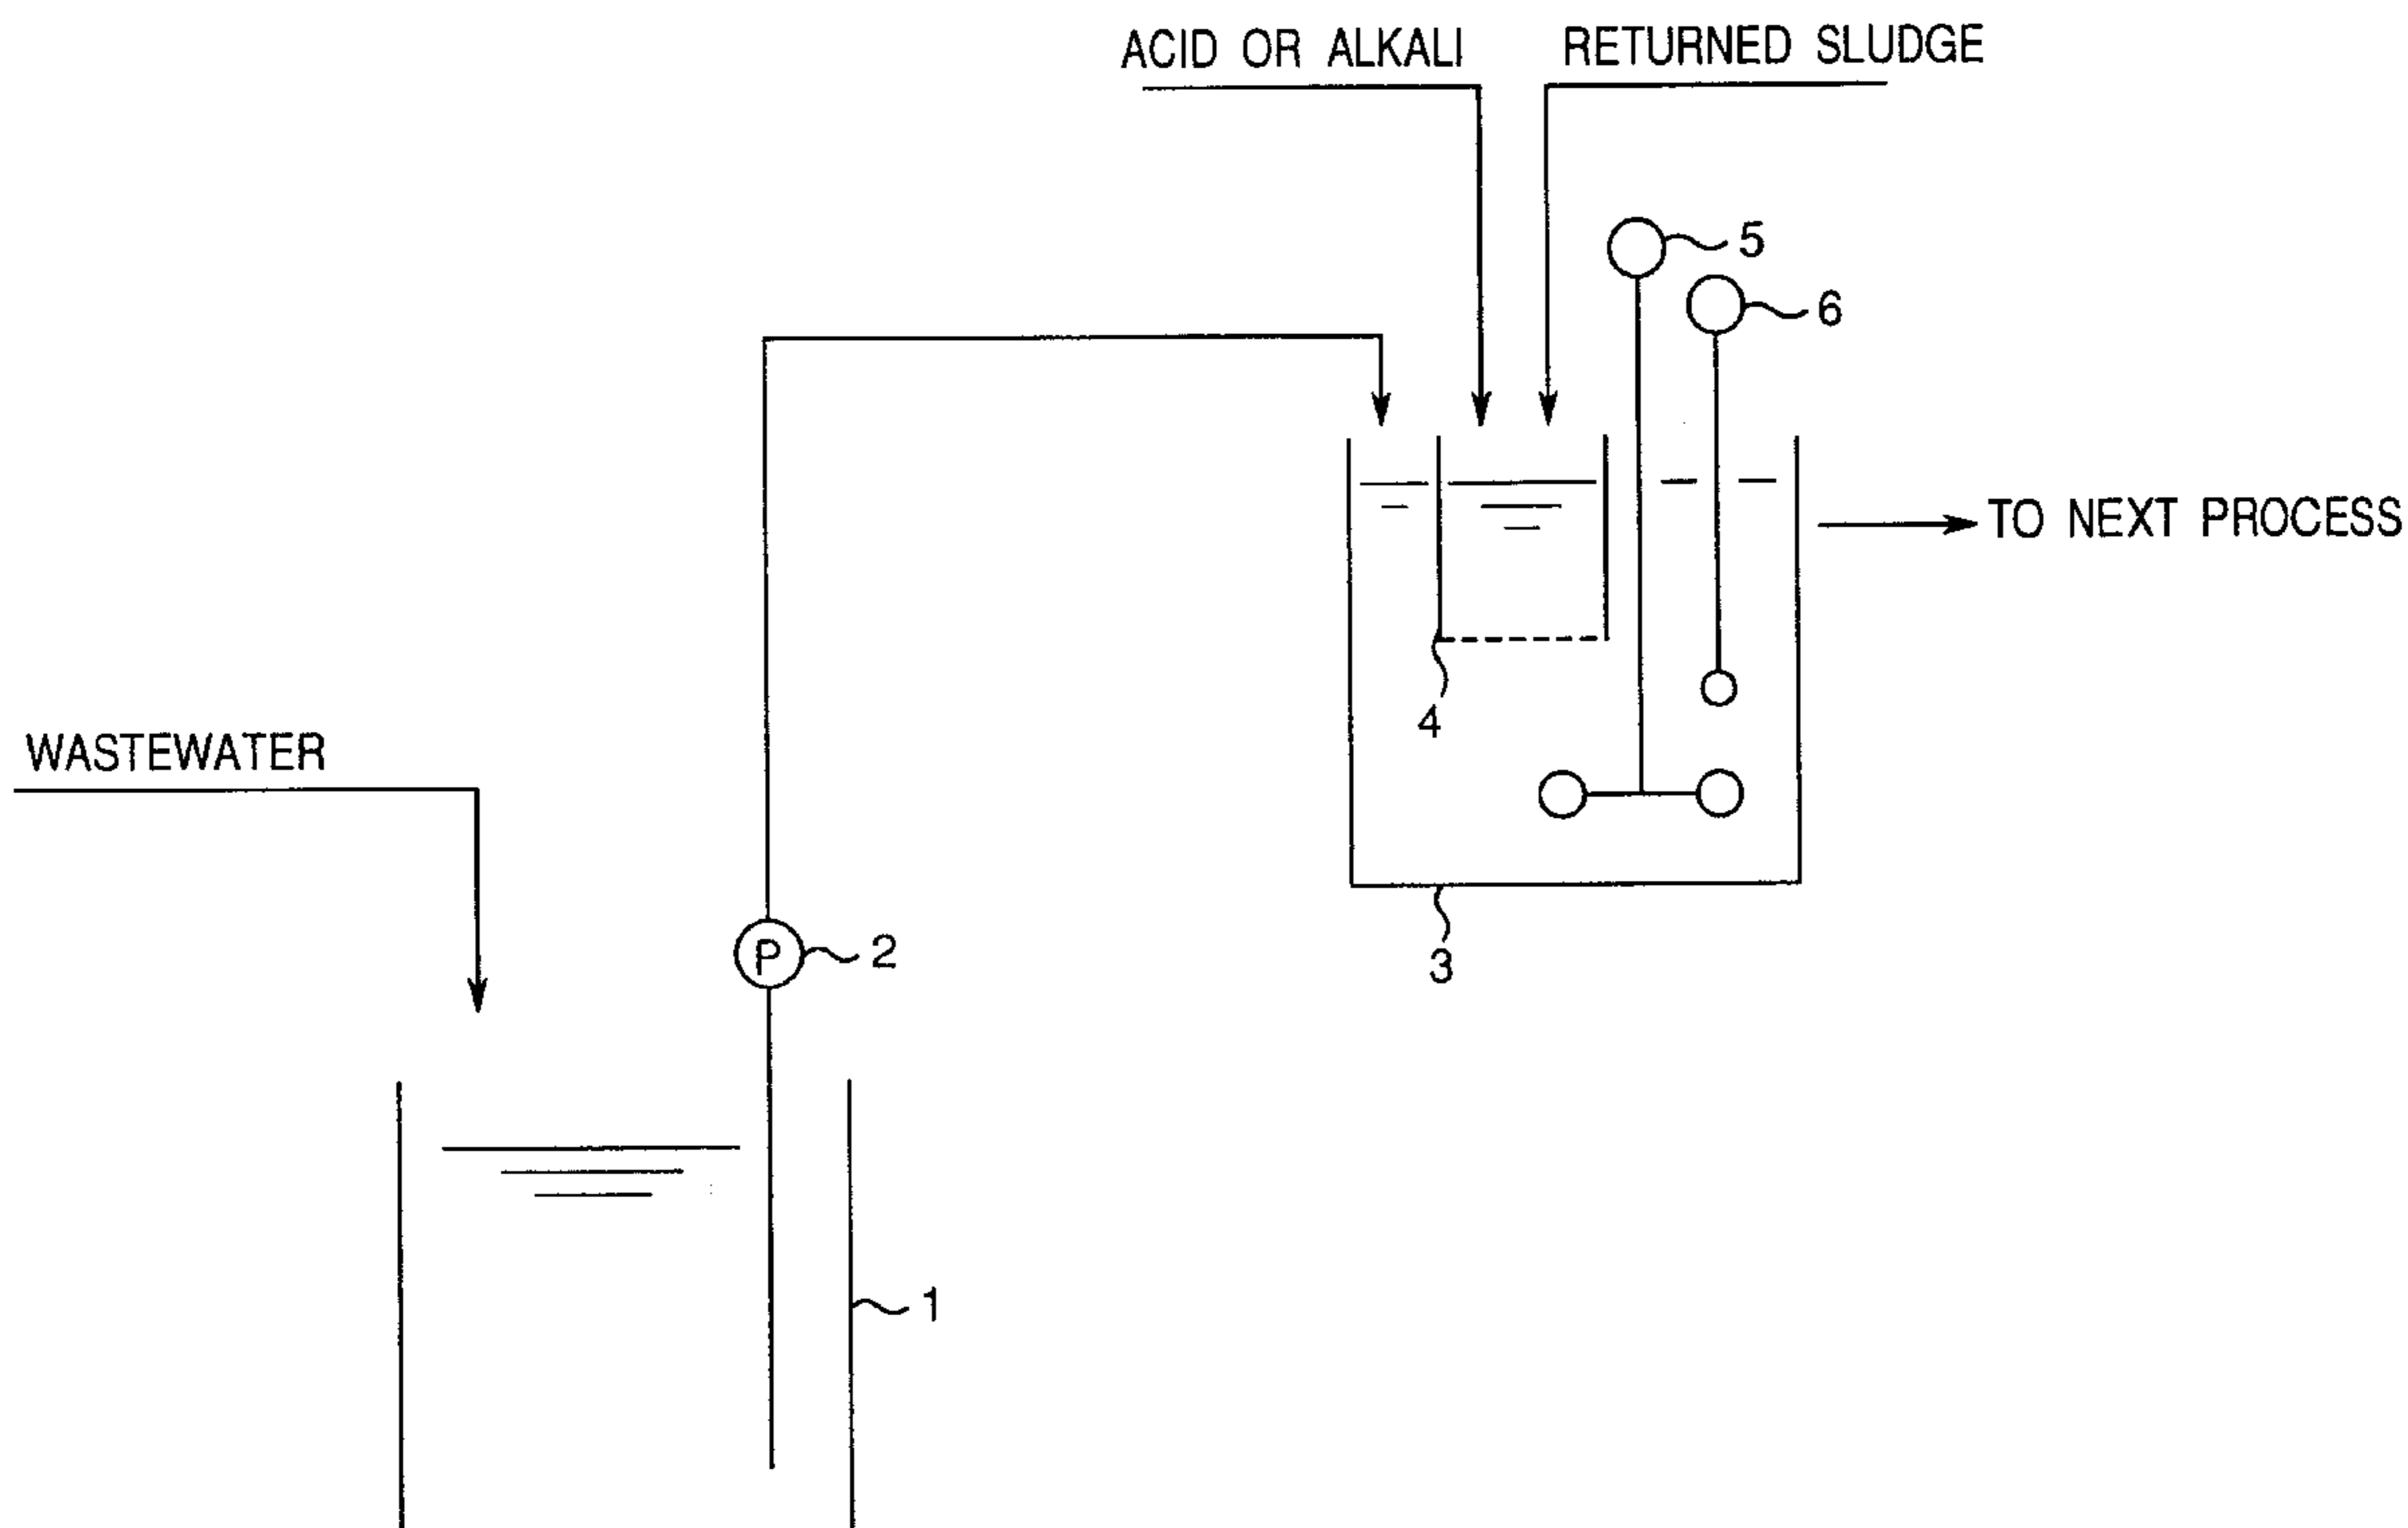 ACID OR ALKALI
RETURNED SLUDGE
5
6
TO NEXT PROCESS
4
WASTEWATER
P
2
3
1